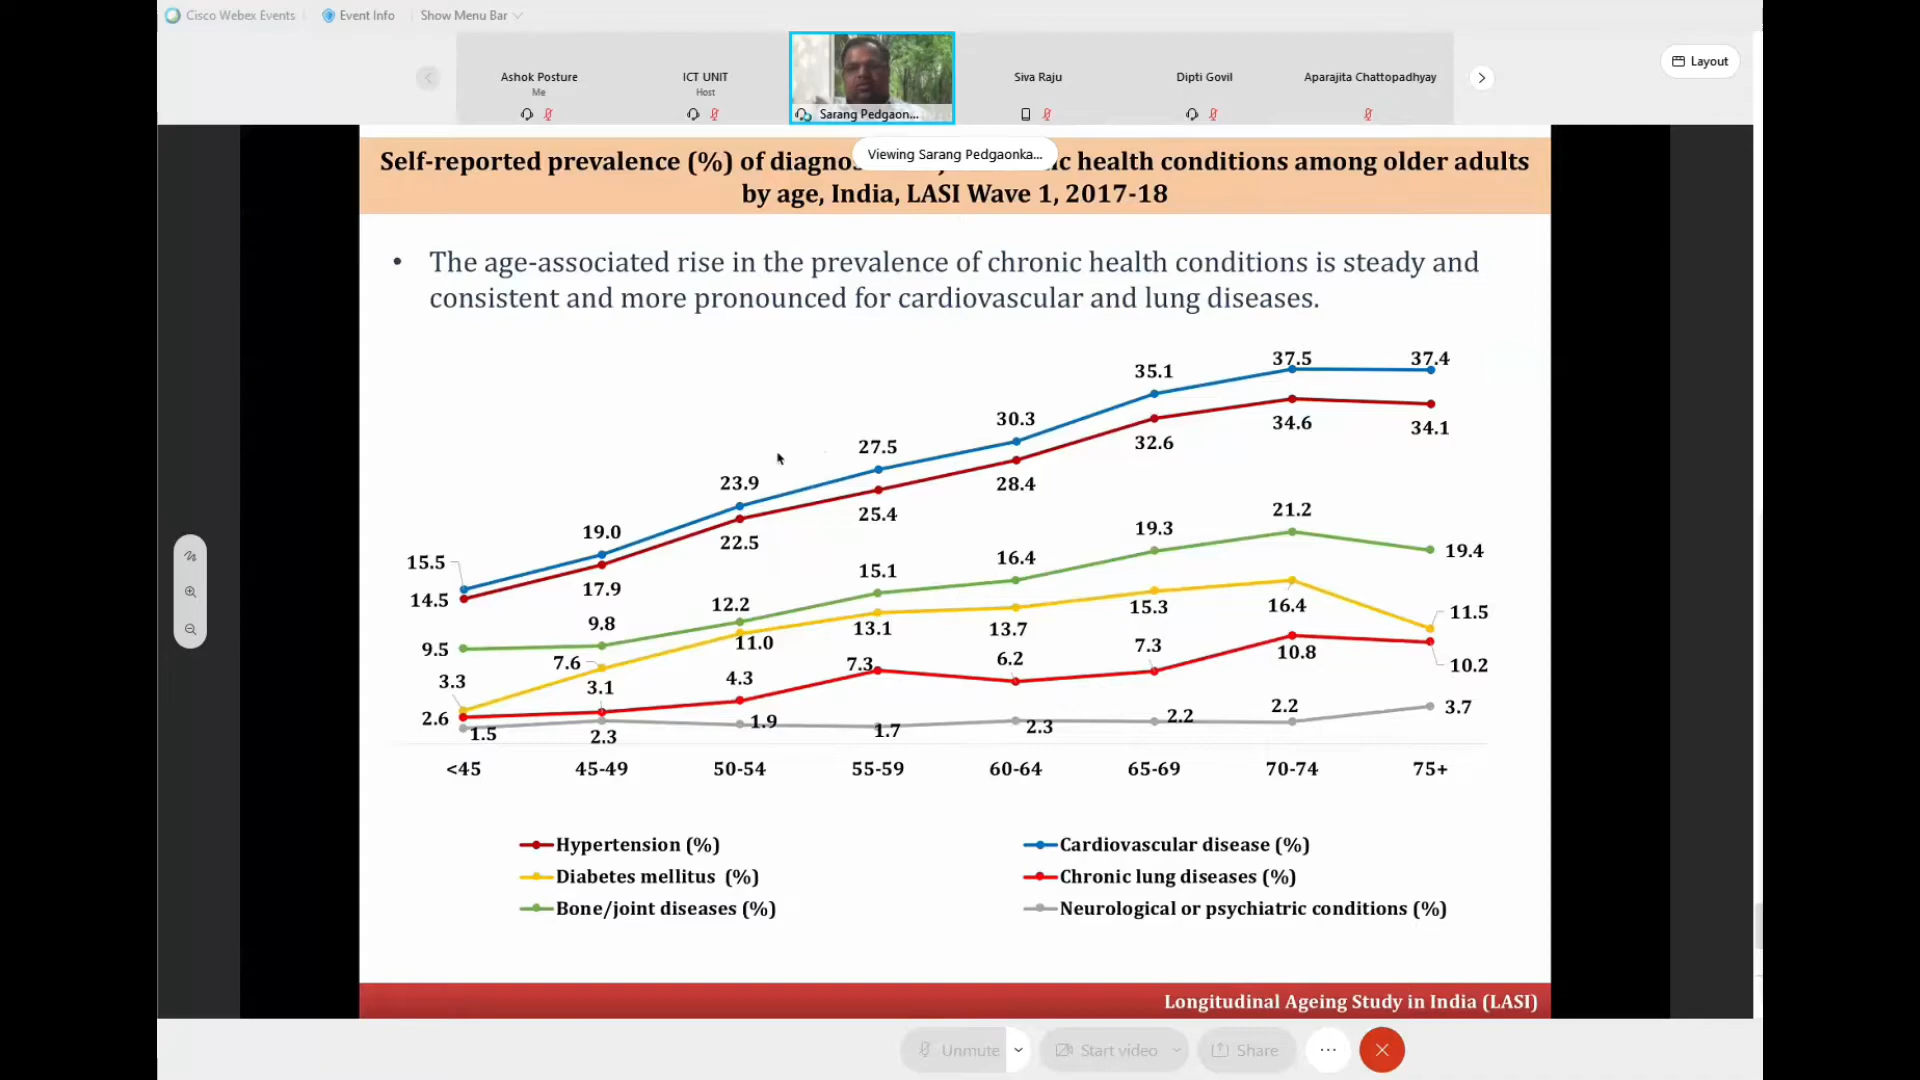 Cisco Webex Events
Event Info
Show Menu Bar
Ashok Posture
Me
ICT UNIT
Host
Sarang Pedgaon...
Siva Raju
Dipti Govil
Aparajita Chattopadhyay
Layout
Viewing Sarang Pedgaonka...
Self-reported prevalence (%) of health conditions among older adults
by age, India, LASI Wave 1, 2017-18
• The age-associated rise in the prevalence of chronic health conditions is steady and
consistent and more pronounced for cardiovascular and lung diseases.
15.5 19.0 23.9 27.5 30.3 35.1 37.5 37.4
14.5 17.9 22.5 25.4 28.4 32.6 34.6 34.1
9.5 9.8 12.2 15.1 16.4 19.3 21.2 19.4
3.3 7.6 11.0 13.1 13.7 15.3 16.4 11.5
2.6 3.1 4.3 7.3 6.2 7.3 10.8 10.2
1.5 2.3 1.9 1.7 2.3 2.2 2.2 3.7
<45 45-49 50-54 55-59 60-64 65-69 70-74 75+
Hypertension (%)
Cardiovascular disease (%)
Diabetes mellitus (%)
Chronic lung diseases (%)
Bone/joint diseases (%)
Neurological or psychiatric conditions (%)
Longitudinal Ageing Study in India (LASI)
Unmute
Start video
Share